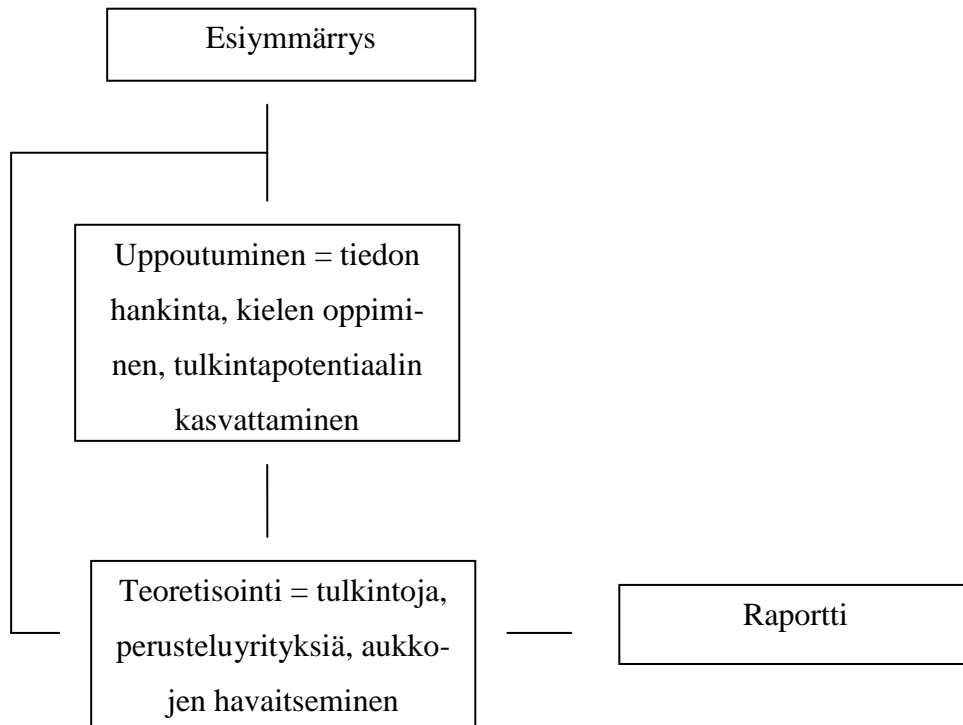 Esiymmärrys
Uppoutuminen = tiedon
hankinta, kielen oppimi-
nen, tulkintapotentiaalin
kasvattaminen
Teoretisointi = tulkintoja,
perusteluyrityksiä, aukko-
jen havaitseminen
Raportti